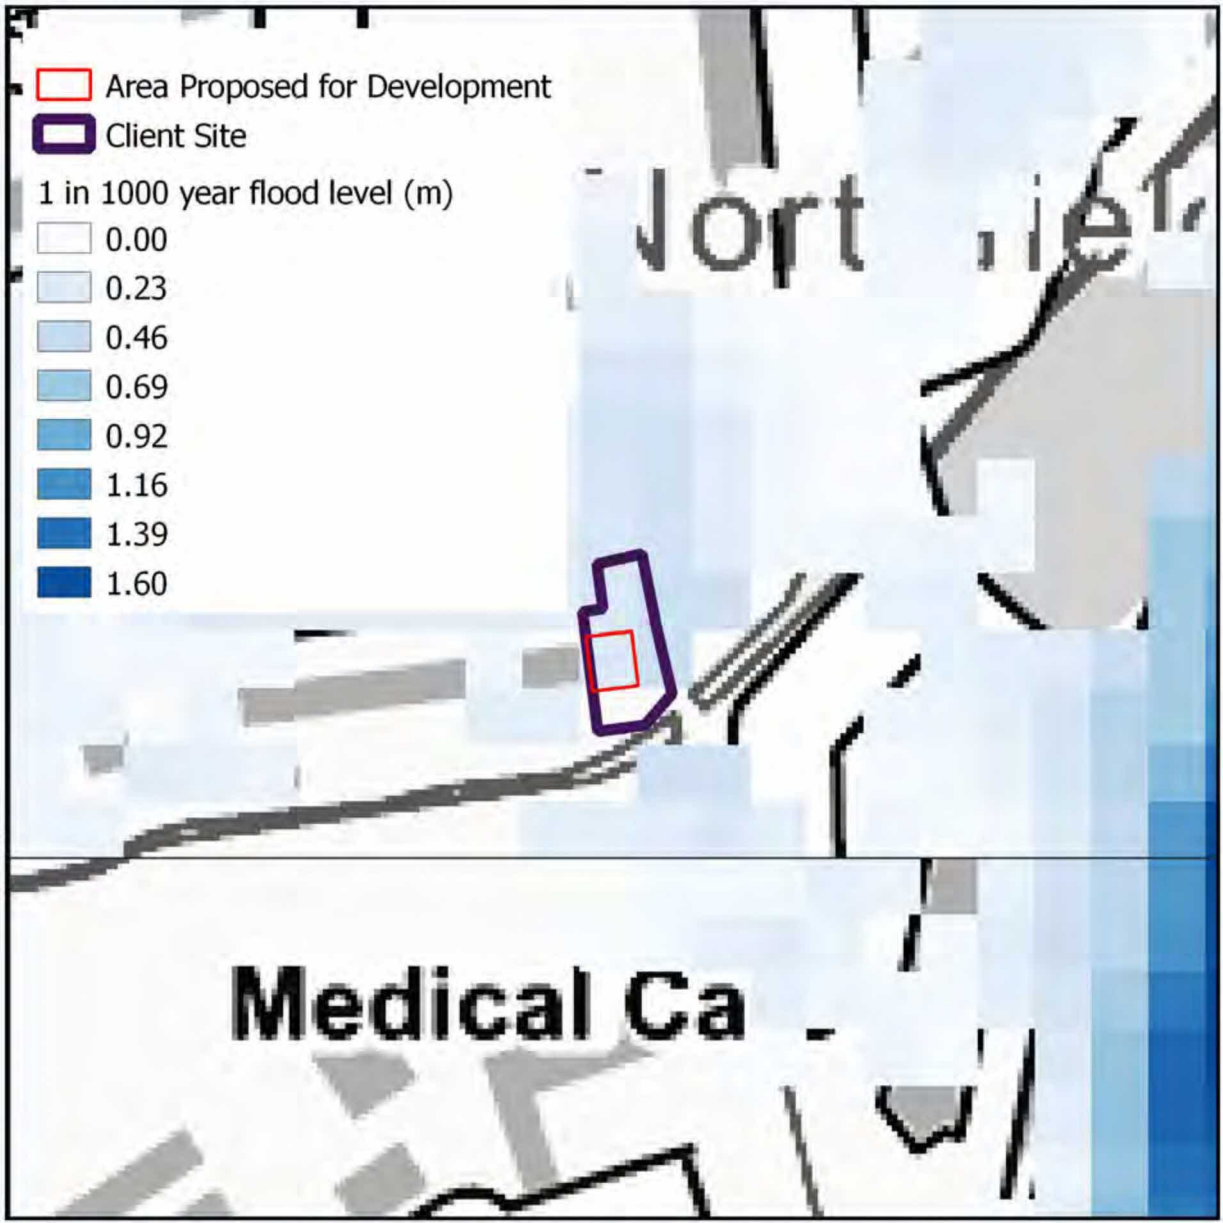 Area Proposed for Development
Client Site
1 in 1000 year flood level (m)
0.00
0.23
0.46
0.69
0.92
1.16
1.39
1.60
Medical Ca